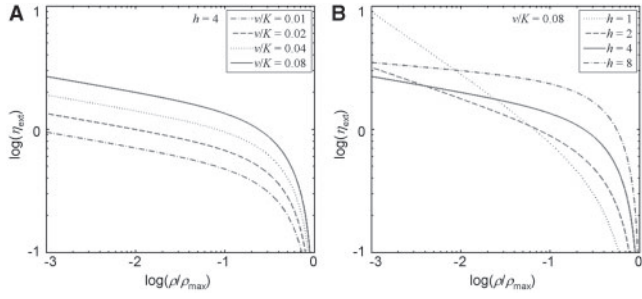 A
h = 4
v/K = 0.01
v/K = 0.02
v/K = 0.04
v/K = 0.08
1
0
-1
log(η_ext)
-3
-2
-1
0
log(ρ/ρ_max)
B
v/K = 0.08
h = 1
h = 2
h = 4
h = 8
1
0
-1
log(η_ext)
-3
-2
-1
0
log(ρ/ρ_max)